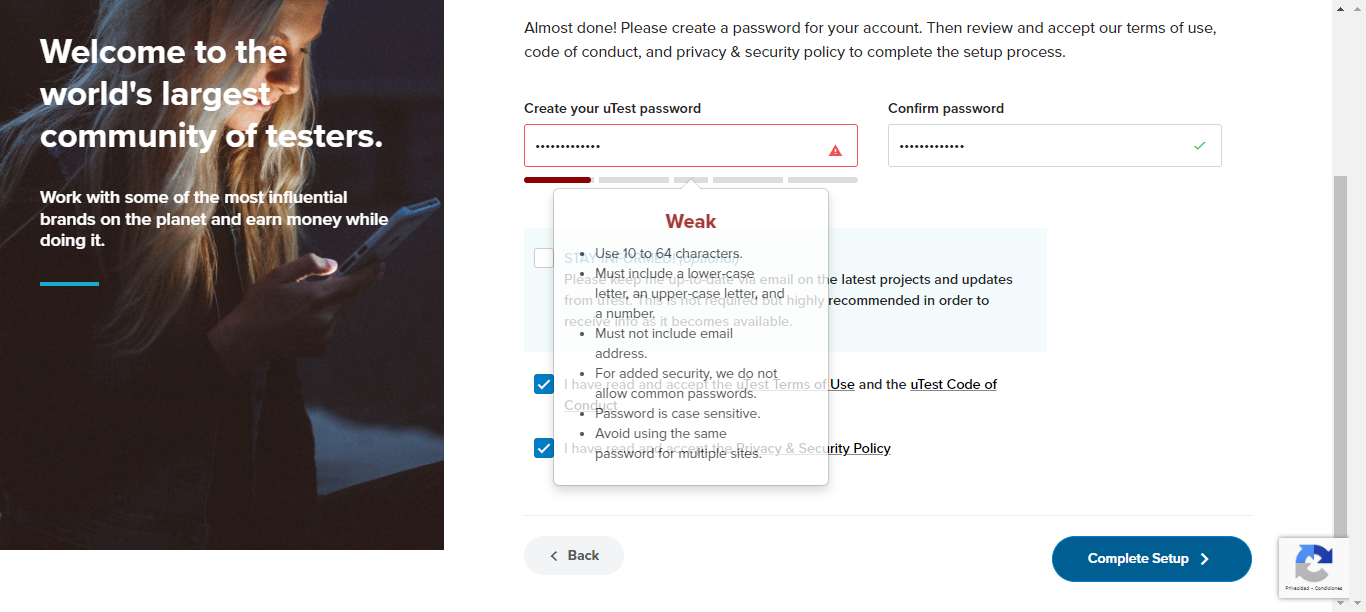 Welcome to the
world's largest
community of testers.
Work with some of the most influential
brands on the planet and earn money while
doing it.
Almost done! Please create a password for your account. Then review and accept our terms of use,
code of conduct, and privacy & security policy to complete the setup process.
Create your uTest password
Confirm password
•••••••••••••
•••••••••••••
Weak
• Use 10 to 64 characters.
• Must include a lower-case
letter, an upper-case letter, and
a number.
• Must not include email
address.
• For added security, we do not
allow common passwords.
• Password is case sensitive.
• Avoid using the same
password for multiple sites.
STAY INFORMED! (optional)
Please keep me up-to-date via email on the latest projects and updates
from uTest. This is not required but highly recommended in order to
receive info as it becomes available.
I have read and accept the uTest Terms of Use and the uTest Code of
Conduct
I have read and accept the Privacy & Security Policy
Back
Complete Setup
Privacidad - Condiciones